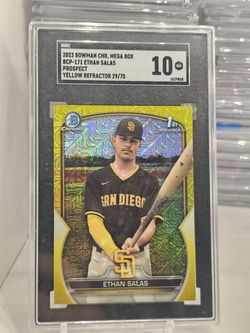 SGC
2023 BOWMAN CHR. MEGA BOX
BCP-171 ETHAN SALAS
PROSPECT
YELLOW REFRACTOR 29/75
10
1st
SAN DIEGO
SD
ETHAN SALAS